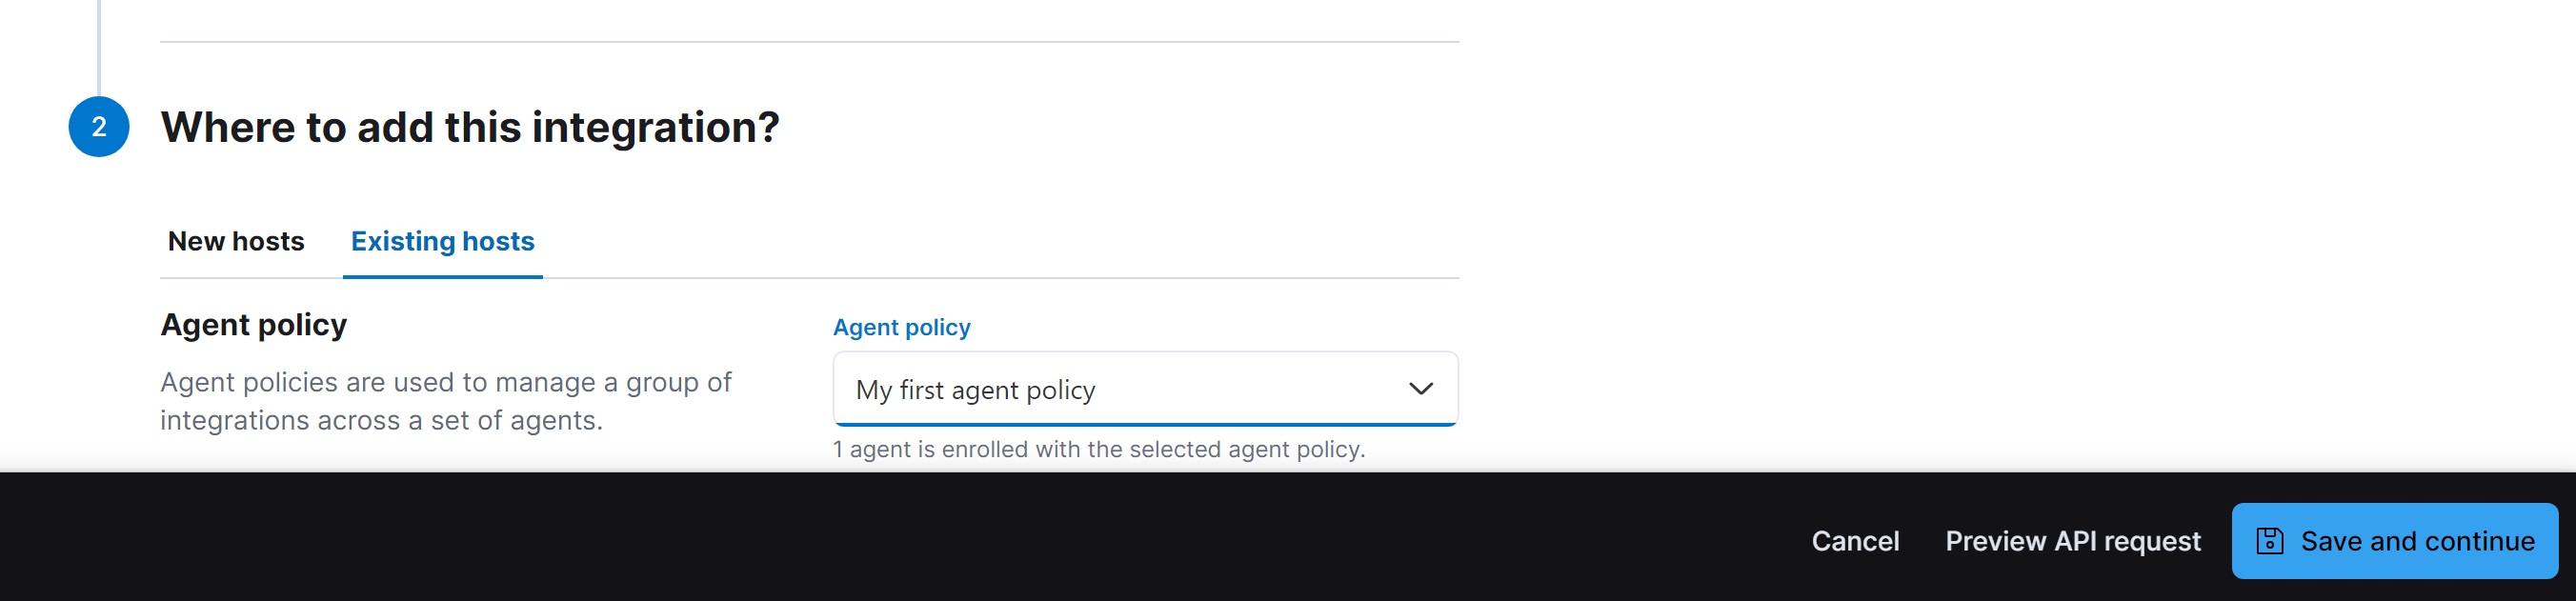 2
Where to add this integration?
New hosts
Existing hosts
Agent policy
Agent policies are used to manage a group of
integrations across a set of agents.
Agent policy
My first agent policy
1 agent is enrolled with the selected agent policy.
Cancel
Preview API request
Save and continue